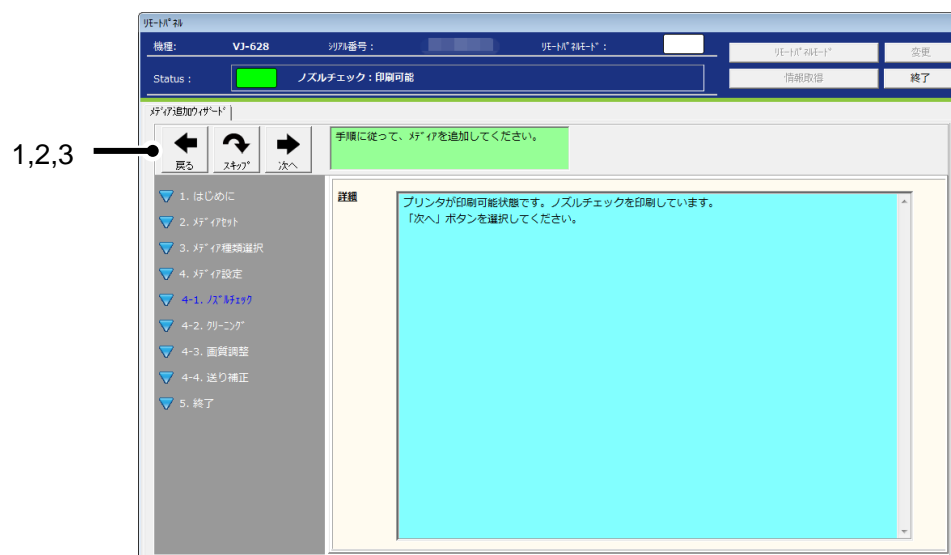 ﾘﾓｰﾄﾊﾟﾈﾙ
機種: VJ-628 ｼﾘｱﾙ番号： ﾘﾓｰﾄﾊﾟﾈﾙﾓｰﾄﾞ：
ﾘﾓｰﾄﾊﾟﾈﾙﾓｰﾄﾞ 変更
Status： ノズルチェック：印刷可能
情報取得 終了
ﾒﾃﾞｨｱ追加ｳｨｻﾞｰﾄﾞ
1,2,3
戻る ｽｷｯﾌﾟ 次へ
手順に従って、ﾒﾃﾞｨｱを追加してください。
1. はじめに
2. ﾒﾃﾞｨｱｾｯﾄ
3. ﾒﾃﾞｨｱ種類選択
4. ﾒﾃﾞｨｱ設定
4-1. ﾉｽﾞﾙﾁｪｯｸ
4-2. ｸﾘｰﾆﾝｸﾞ
4-3. 画質調整
4-4. 送り補正
5. 終了
詳細
プリンタが印刷可能状態です。ノズルチェックを印刷しています。
「次へ」ボタンを選択してください。